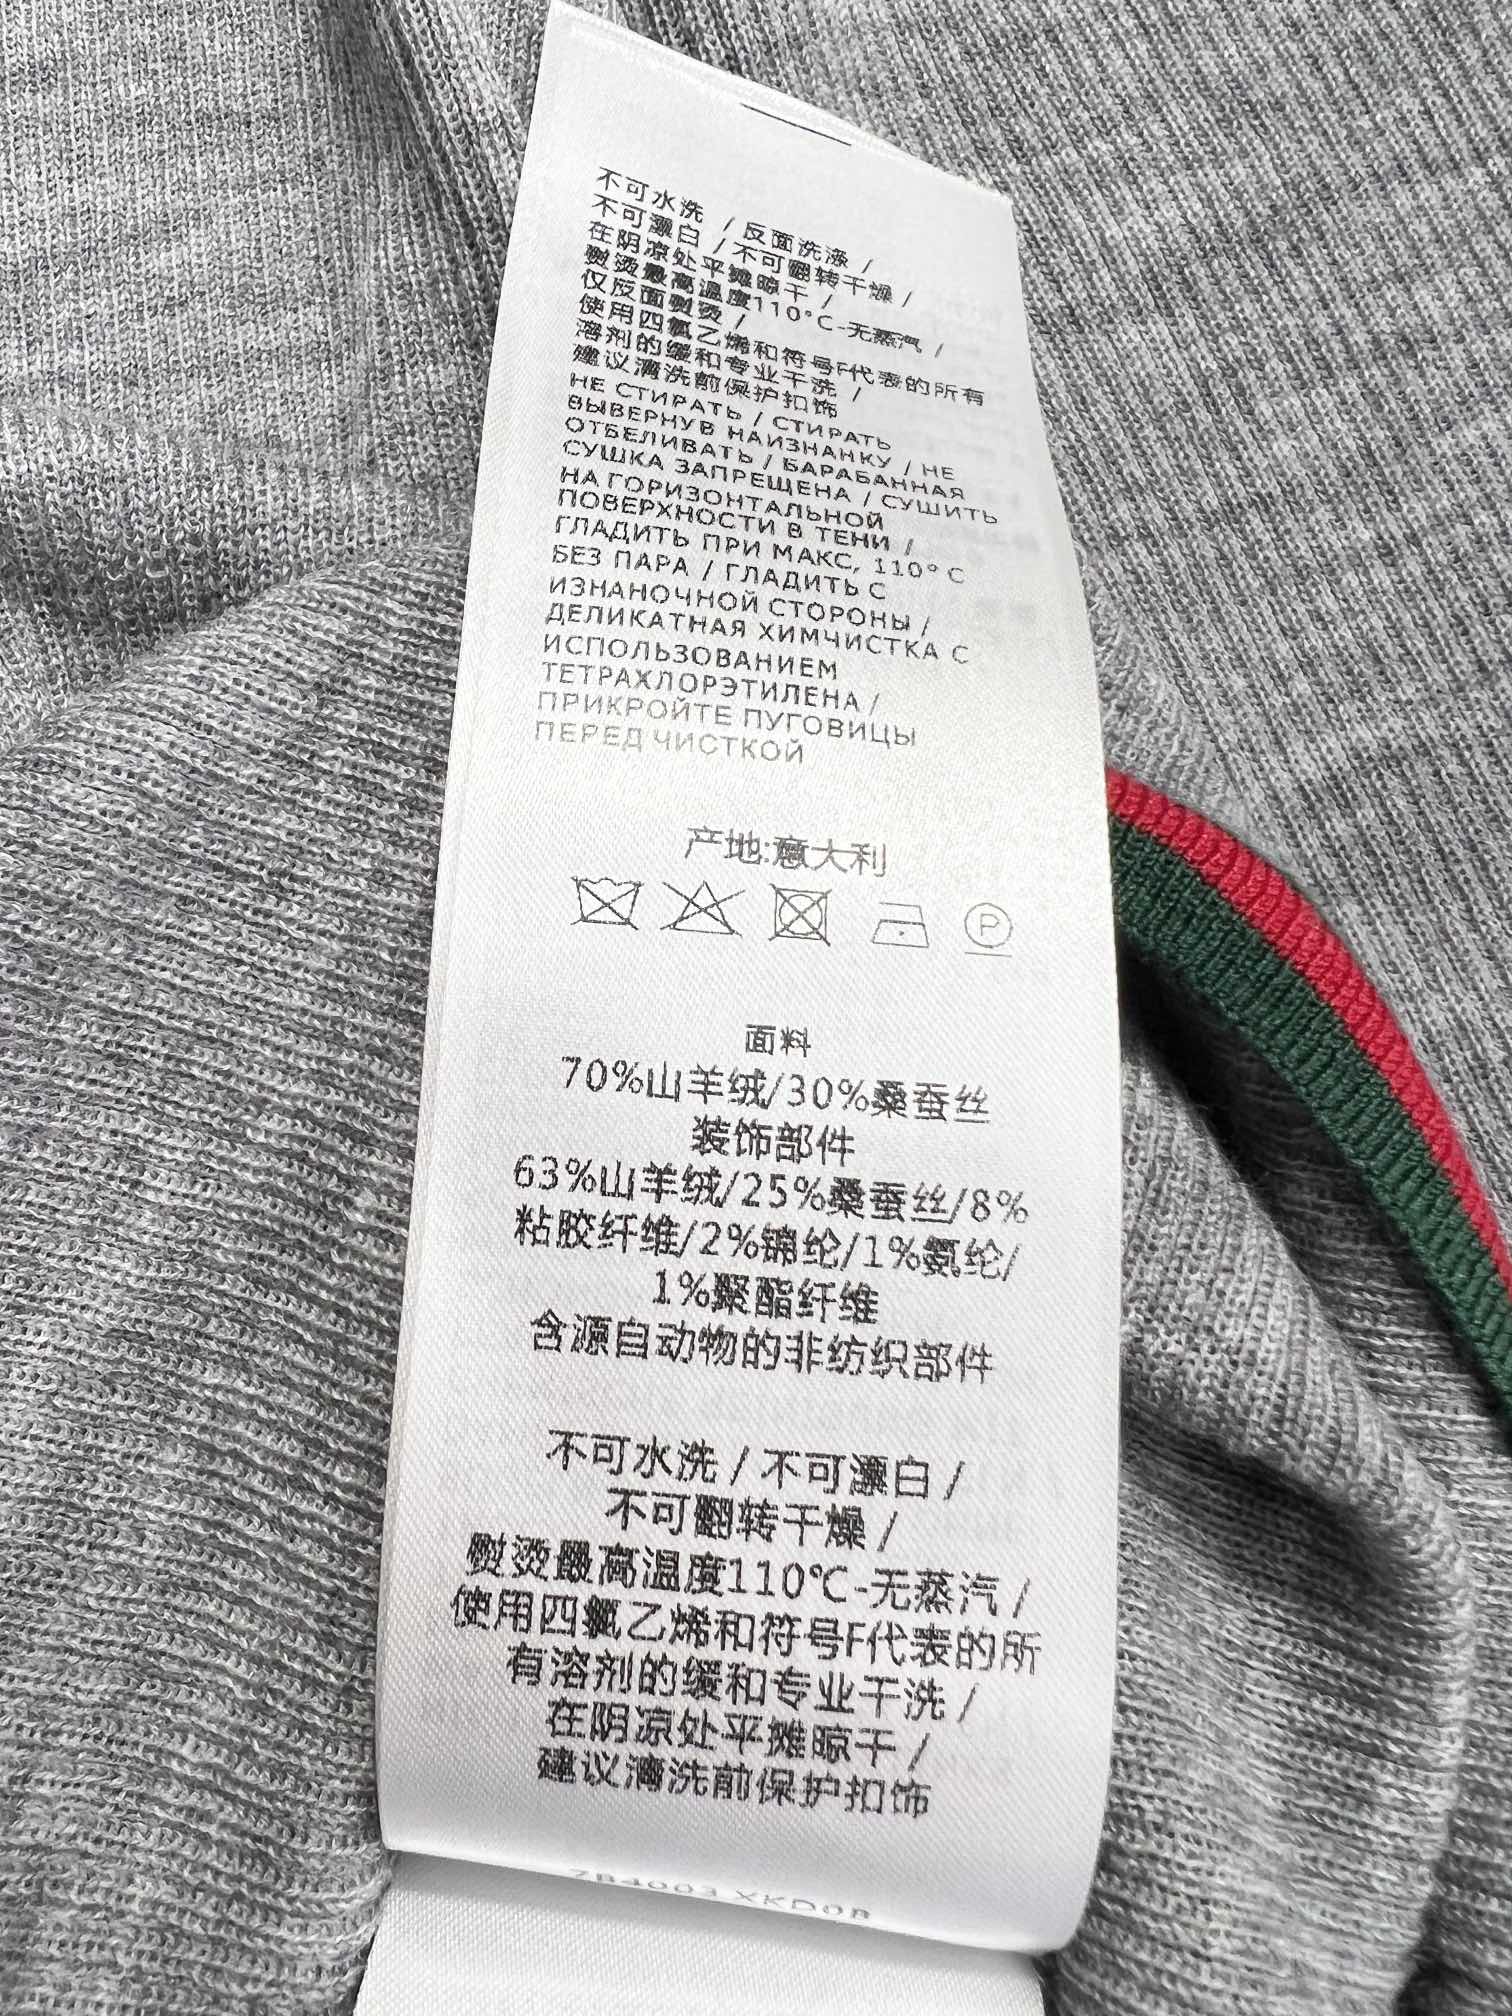 不可水洗 / 反面洗涤 /
不可漂白 / 不可翻转干燥 /
在阴凉处平摊晾干 /
熨烫最高温度110°C-无蒸汽 /
仅反面熨烫 /
使用四氯乙烯和符号F代表的所有
溶剂的缓和专业干洗 /
建议清洗前保护扣饰
НЕ СТИРАТЬ / СТИРАТЬ
ВЫВЕРНУВ НАИЗНАНКУ / НЕ
ОТБЕЛИВАТЬ / БАРАБАННАЯ
СУШКА ЗАПРЕЩЕНА / СУШИТЬ
НА ГОРИЗОНТАЛЬНОЙ
ПОВЕРХНОСТИ В ТЕНИ /
ГЛАДИТЬ ПРИ МАКС, 110° C
БЕЗ ПАРА / ГЛАДИТЬ С
ИЗНАНОЧНОЙ СТОРОНЫ /
ДЕЛИКАТНАЯ ХИМЧИСТКА С
ИСПОЛЬЗОВАНИЕМ
ТЕТРАХЛОРЭТИЛЕНА /
ПРИКРОЙТЕ ПУГОВИЦЫ
ПЕРЕД ЧИСТКОЙ
产地:意大利
P
面料
70%山羊绒/30%桑蚕丝
装饰部件
63%山羊绒/25%桑蚕丝/8%
粘胶纤维/2%锦纶/1%氨纶/
1%聚酯纤维
含源自动物的非纺织部件
不可水洗 / 不可漂白 /
不可翻转干燥 /
熨烫最高温度110℃-无蒸汽 /
使用四氯乙烯和符号F代表的所
有溶剂的缓和专业干洗 /
在阴凉处平摊晾干 /
建议清洗前保护扣饰